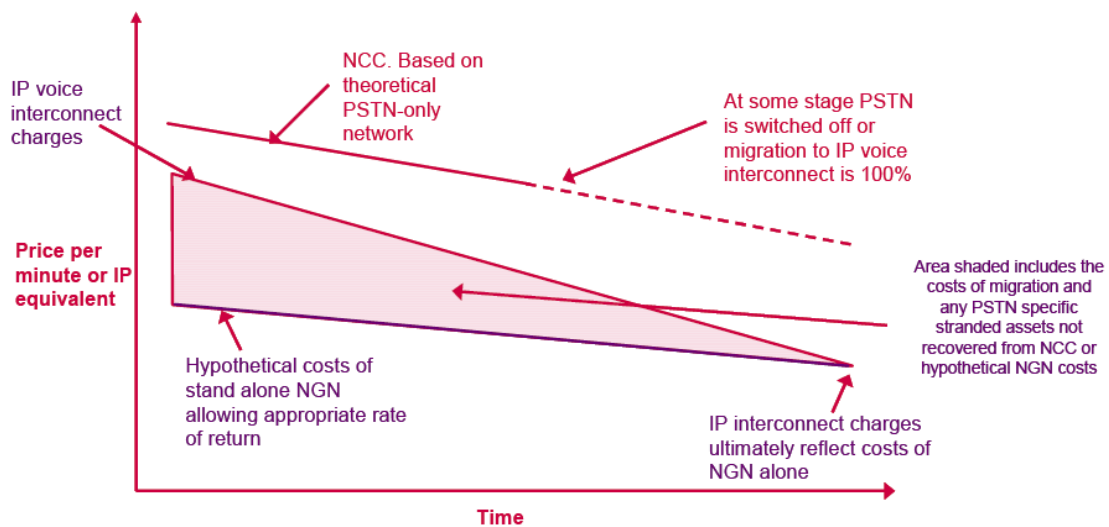 IP voice
interconnect
charges
NCC. Based on
theoretical
PSTN-only
network
At some stage PSTN
is switched off or
migration to IP voice
interconnect is 100%
Price per
minute or IP
equivalent
Area shaded includes the
costs of migration and
any PSTN specific
stranded assets not
recovered from NCC or
hypothetical NGN costs
Hypothetical costs of
stand alone NGN
allowing appropriate rate
of return
IP interconnect charges
ultimately reflect costs of
NGN alone
Time